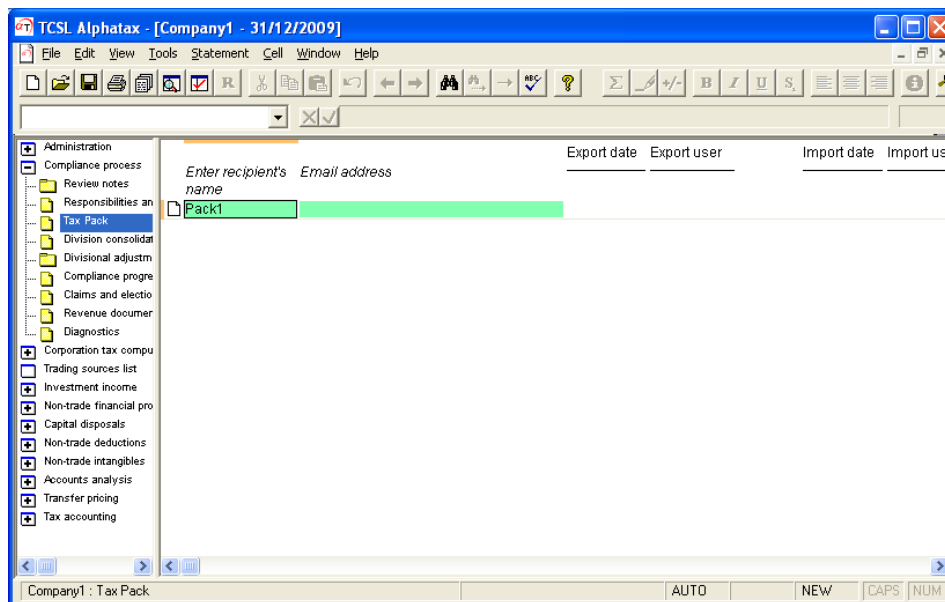 TCSL Alphatax - [Company1 - 31/12/2009]
File Edit View Tools Statement Cell Window Help
R ABC ? Σ +/- B I U S
Administration
Compliance process
Review notes
Responsibilities an
Tax Pack
Division consolidat
Divisional adjustm
Compliance progre
Claims and electio
Revenue documer
Diagnostics
Corporation tax compu
Trading sources list
Investment income
Non-trade financial pro
Capital disposals
Non-trade deductions
Non-trade intangibles
Accounts analysis
Transfer pricing
Tax accounting
Export date Export user Import date Import us
Enter recipient's Email address
name
Pack1
Company1 : Tax Pack AUTO NEW CAPS NUM